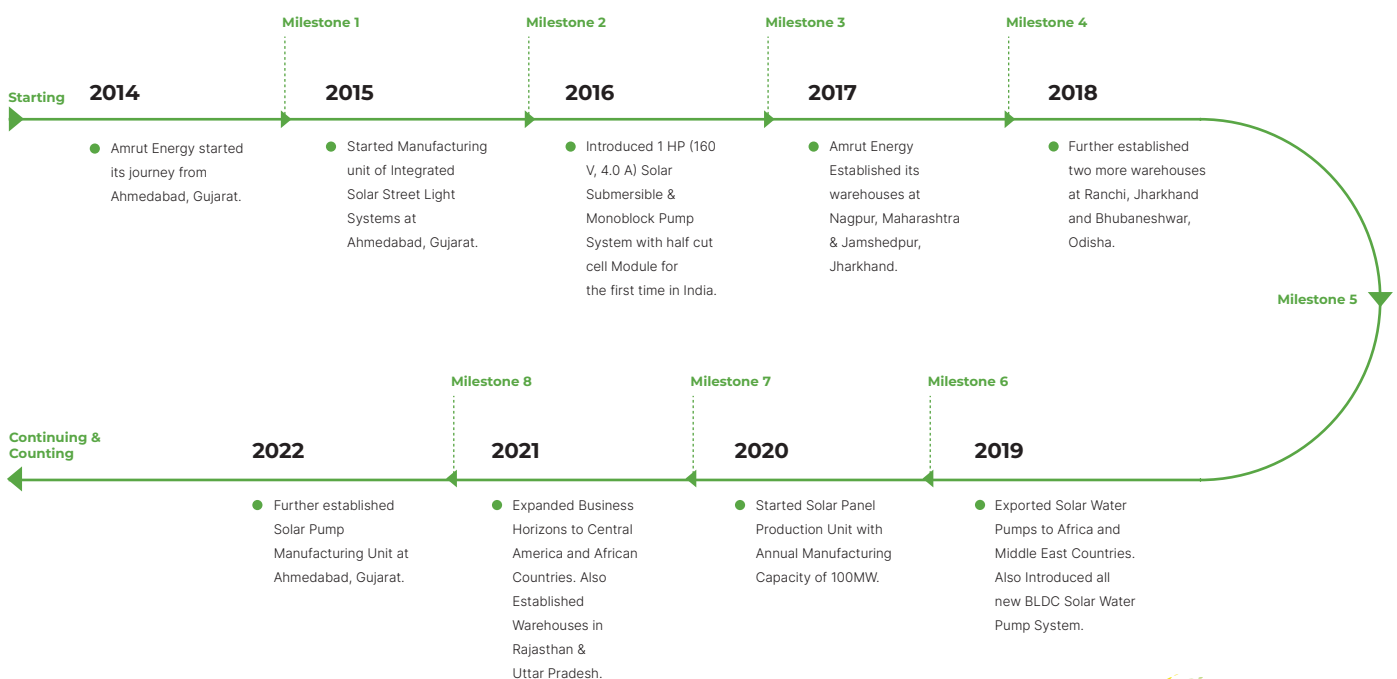 Milestone 1
Milestone 2
Milestone 3
Milestone 4
Starting
2014
2015
2016
2017
2018
Amrut Energy started
its journey from
Ahmedabad, Gujarat.
Started Manufacturing
unit of Integrated
Solar Street Light
Systems at
Ahmedabad, Gujarat.
Introduced 1 HP (160
V, 4.0 A) Solar
Submersible &
Monoblock Pump
System with half cut
cell Module for
the first time in India.
Amrut Energy
Established its
warehouses at
Nagpur, Maharashtra
& Jamshedpur,
Jharkhand.
Further established
two more warehouses
at Ranchi, Jharkhand
and Bhubaneshwar,
Odisha.
Milestone 5
Milestone 6
2019
Exported Solar Water
Pumps to Africa and
Middle East Countries.
Also Introduced all
new BLDC Solar Water
Pump System.
Milestone 7
2020
Started Solar Panel
Production Unit with
Annual Manufacturing
Capacity of 100MW.
Milestone 8
2021
Expanded Business
Horizons to Central
America and African
Countries. Also
Established
Warehouses in
Rajasthan &
Uttar Pradesh.
2022
Further established
Solar Pump
Manufacturing Unit at
Ahmedabad, Gujarat.
Continuing &
Counting